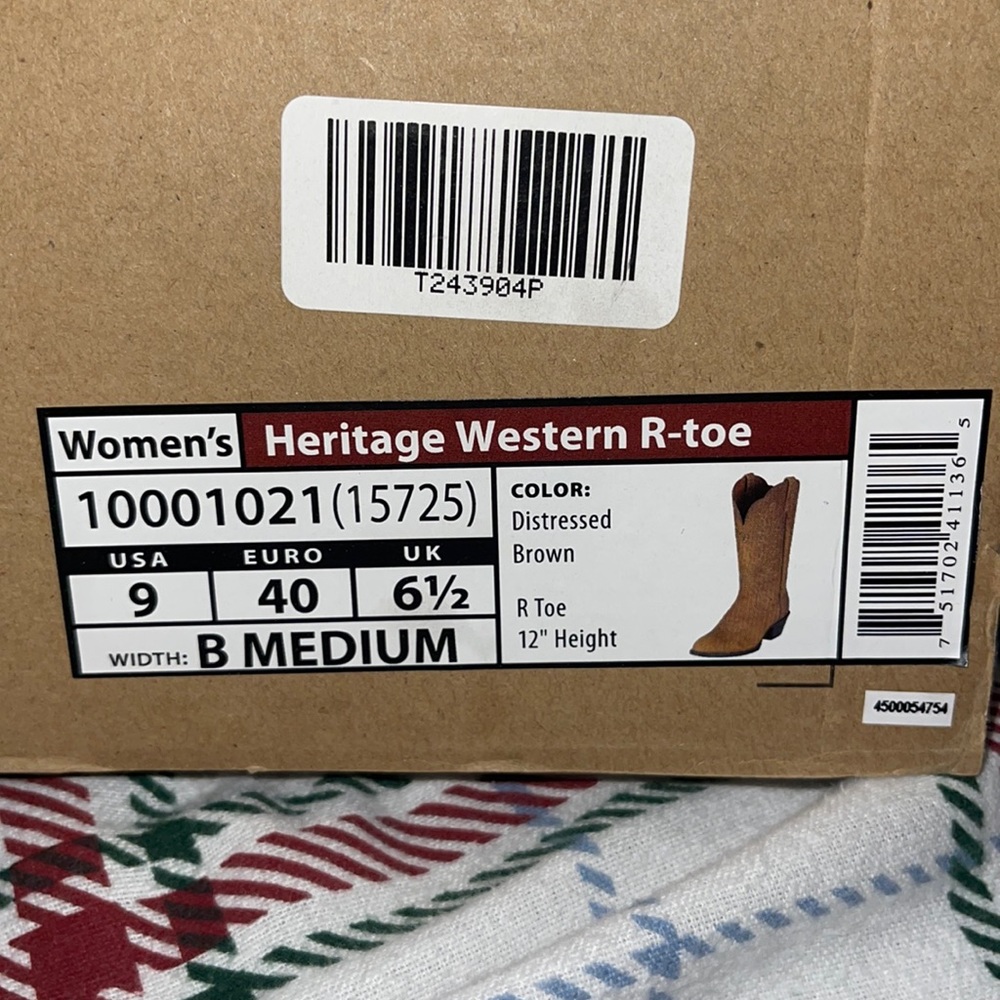 T243904P
Women's Heritage Western R-toe
10001021(15725)
USA EURO UK
9 40 6½
WIDTH: B MEDIUM
COLOR:
Distressed
Brown
R Toe
12" Height
7 51702 41136 5
4500054754